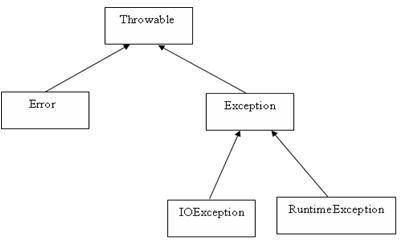 Throwable
Error
Exception
IOException
RuntimeException